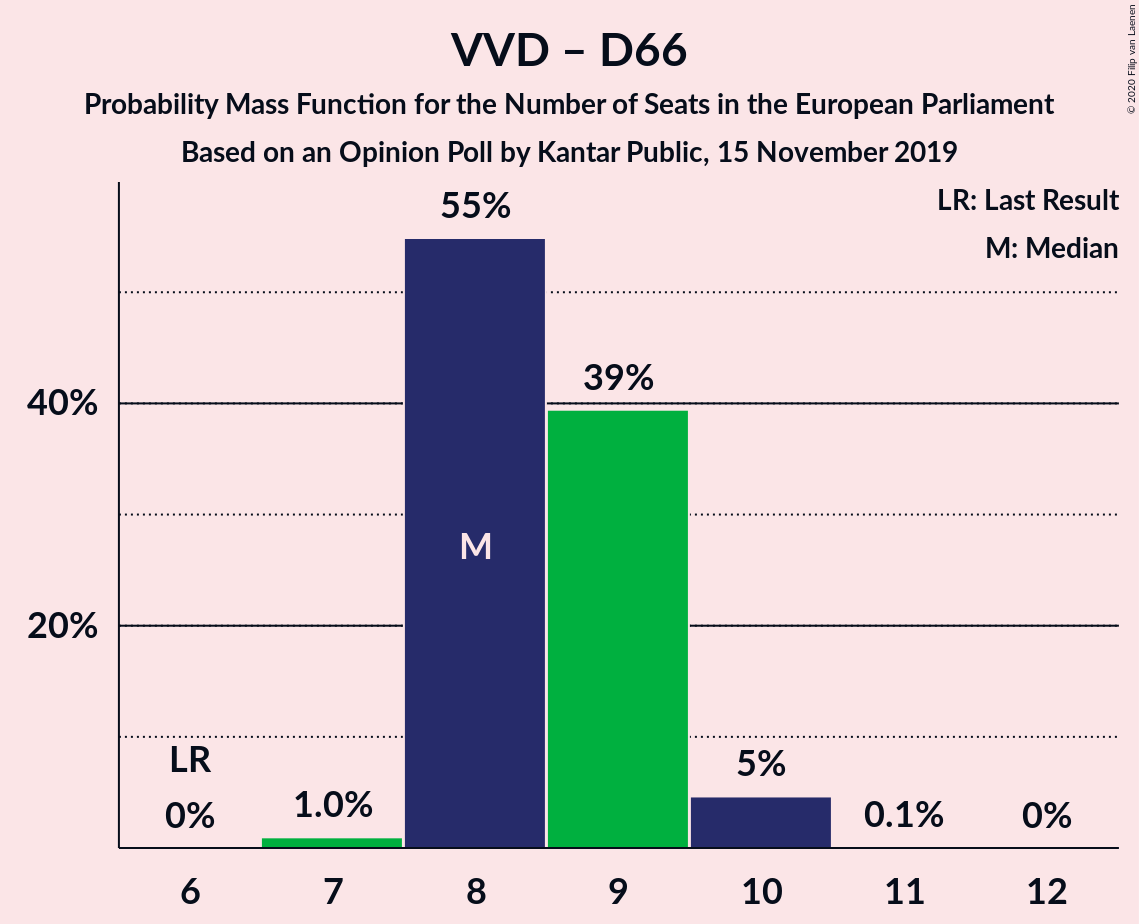 VVD – D66
Probability Mass Function for the Number of Seats in the European Parliament
Based on an Opinion Poll by Kantar Public, 15 November 2019
© 2020 Filip van Laenen
LR: Last Result
M: Median
55%
39%
40%
M
20%
LR
0%
1.0%
5%
0.1%
0%
6 7 8 9 10 11 12